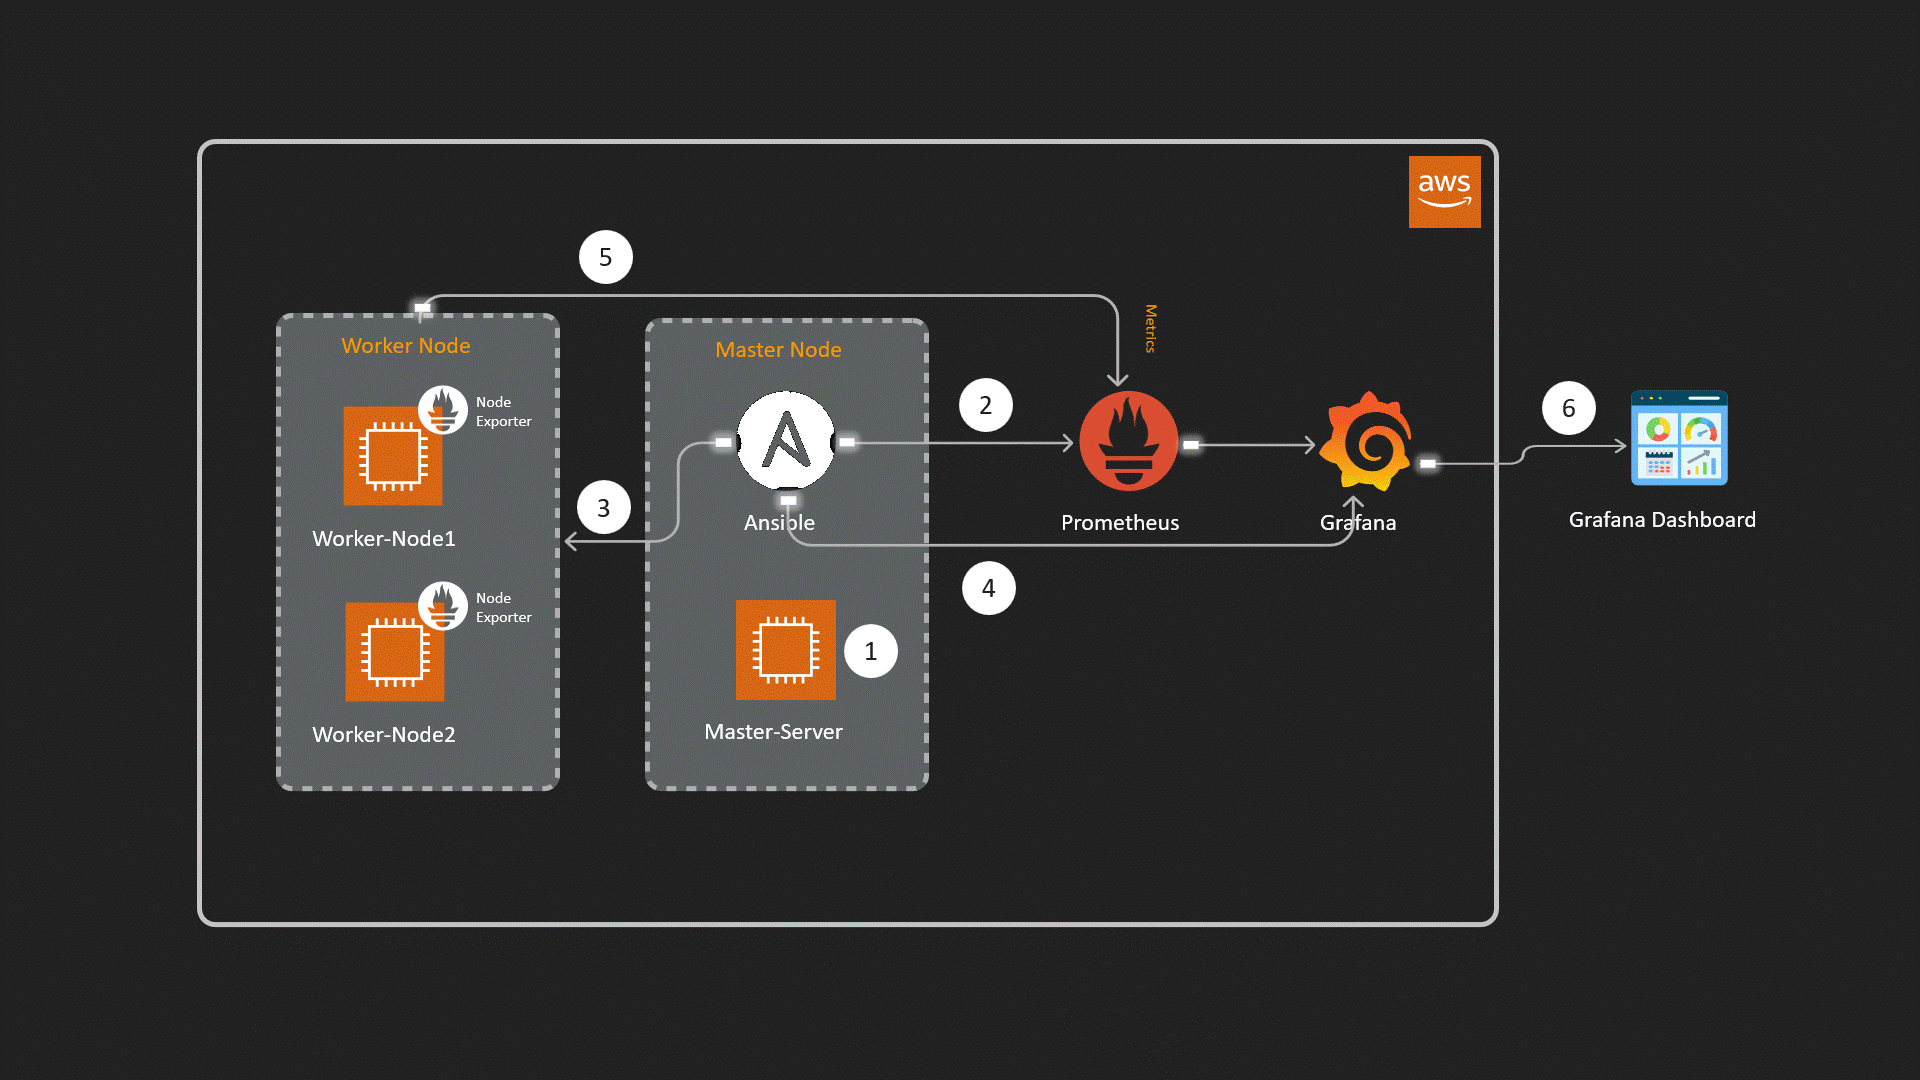 aws
5
Metrics
Worker Node
Master Node
Node
Exporter
2
6
3
Worker-Node1
Ansible
Prometheus
Grafana
Grafana Dashboard
4
Node
Exporter
1
Worker-Node2
Master-Server